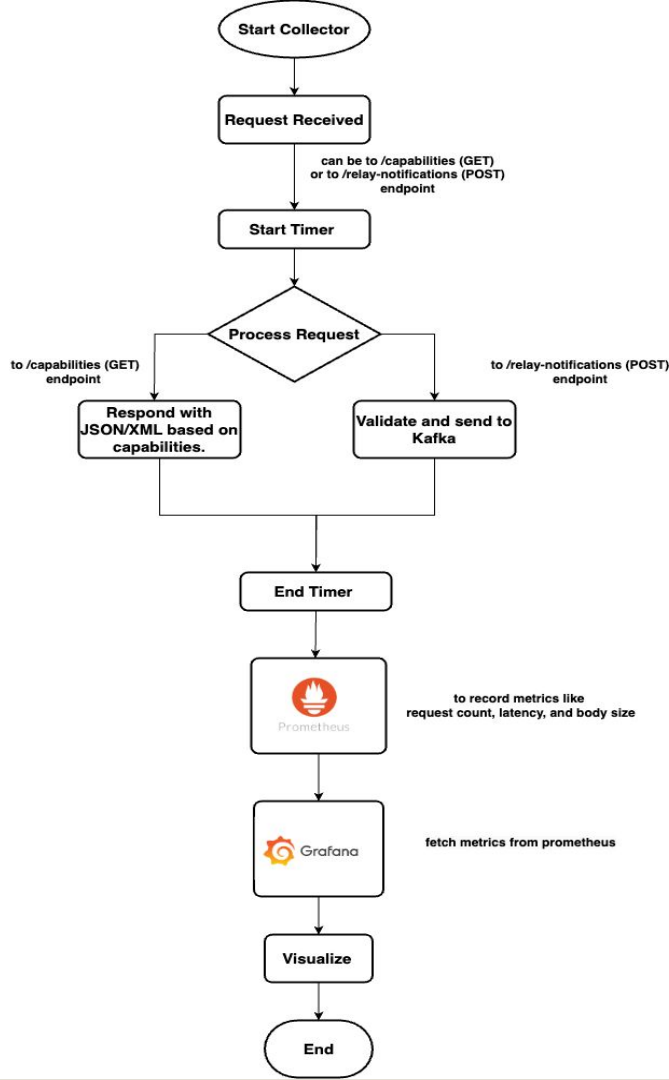 Start Collector
Request Received
can be to /capabilities (GET)
or to /relay-notifications (POST)
endpoint
Start Timer
Process Request
to /capabilities (GET)
endpoint
to /relay-notifications (POST)
endpoint
Respond with
JSON/XML based on
capabilities.
Validate and send to
Kafka
End Timer
Prometheus
to record metrics like
request count, latency, and body size
Grafana
fetch metrics from prometheus
Visualize
End